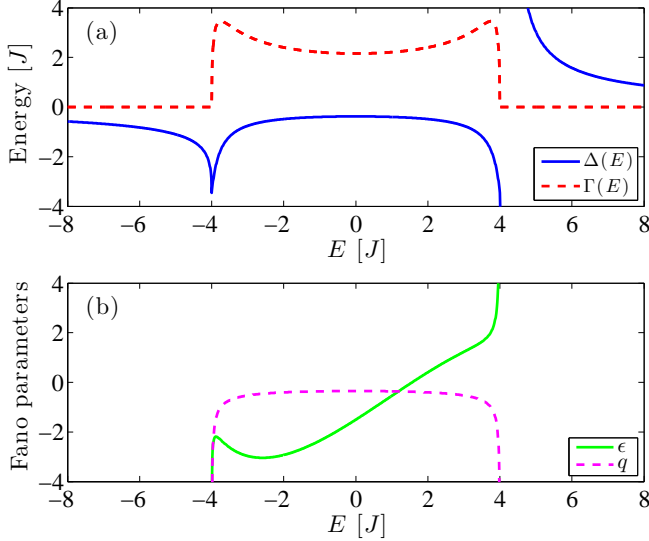 (a)
Energy [J]
4
2
0
−2
−4
−8 −6 −4 −2 0 2 4 6 8
E [J]
Δ(E)
Γ(E)
(b)
Fano parameters
4
2
0
−2
−4
−8 −6 −4 −2 0 2 4 6 8
E [J]
ϵ
q